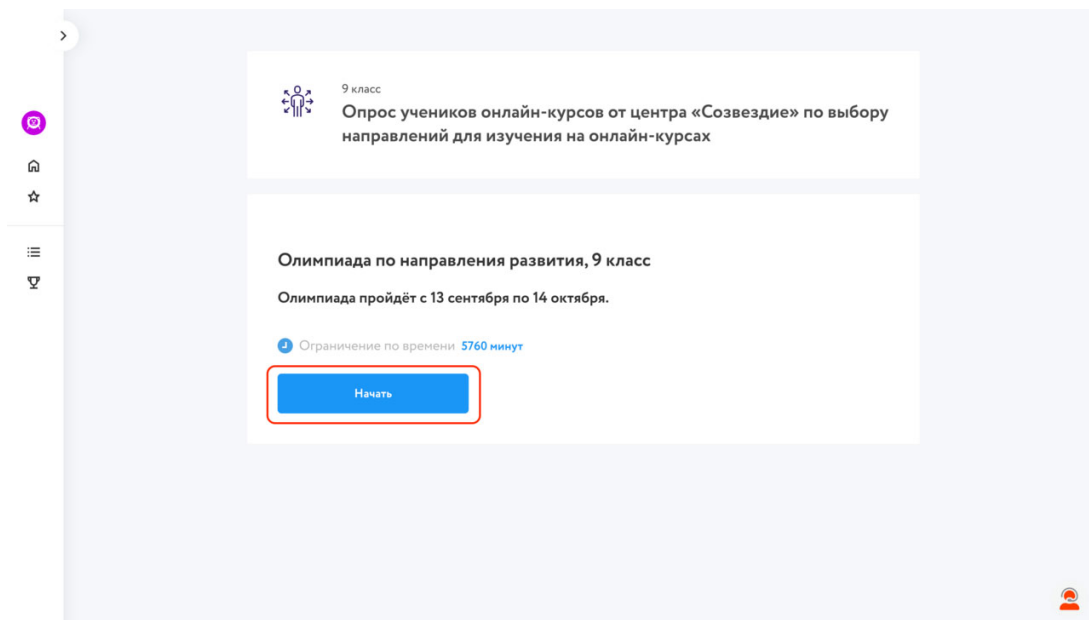 9 класс
Опрос учеников онлайн-курсов от центра «Созвездие» по выбору
направлений для изучения на онлайн-курсах
Олимпиада по направления развития, 9 класс
Олимпиада пройдёт с 13 сентября по 14 октября.
Ограничение по времени 5760 минут
Начать